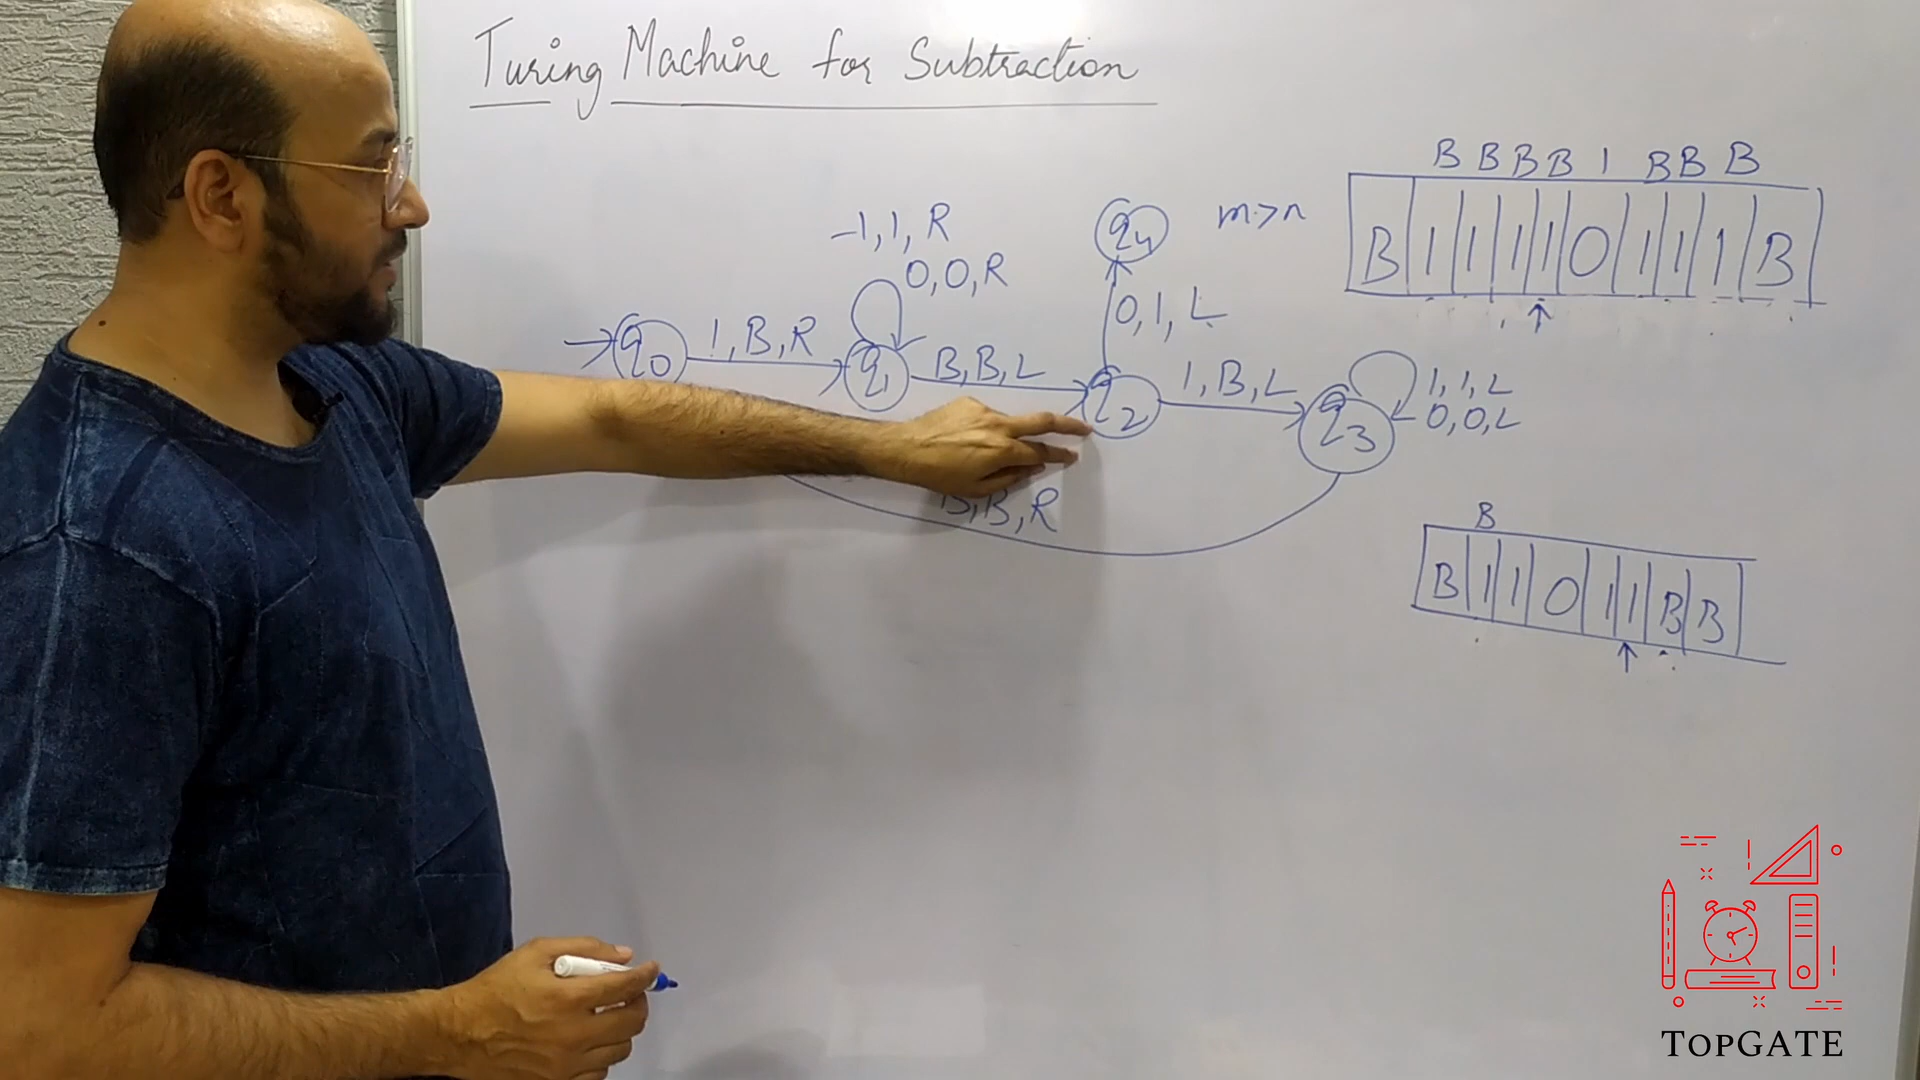 Turing Machine for Subtraction
B B B B 1 B B B
B 1 1 1 1 0 1 1 1 B
m>n
q4
1, 1, R
0, 0, R
0, 1, L
q0
1, B, R
q1
B, B, L
q2
1, B, L
q3
1, 1, L
0, 0, L
B, B, R
B
B 1 1 0 1 1 B B
TOPGATE